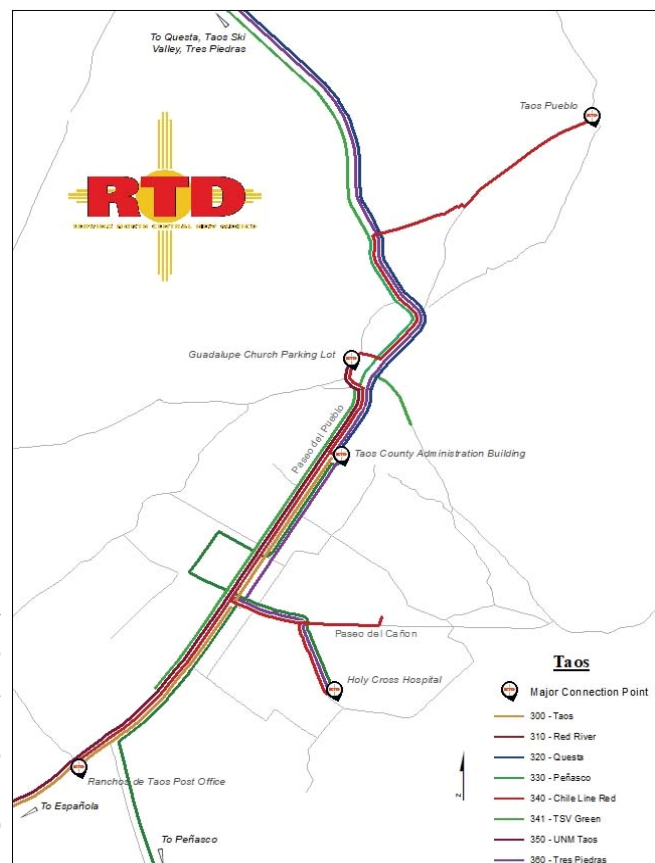 To Questa, Taos Ski
Valley, Tres Piedras
Taos Pueblo
RTD
Guadalupe Church Parking Lot
Paseo del Pueblo
Taos County Administration Building
Paseo del Cañon
Holy Cross Hospital
Ranchos de Taos Post Office
To Española
To Peñasco
Z
Taos
RTD Major Connection Point
300 - Taos
310 - Red River
320 - Questa
330 - Peñasco
340 - Chile Line Red
341 - TSV Green
350 - UNM Taos
360 - Tres Piedras